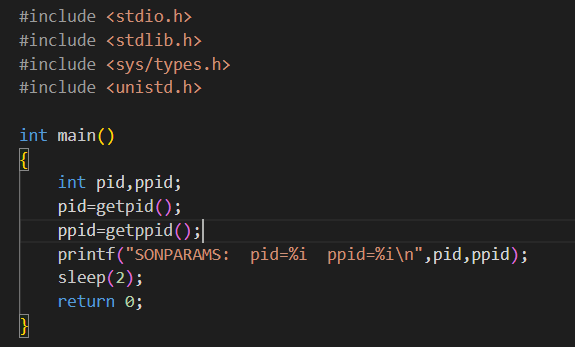 #include <stdio.h>
#include <stdlib.h>
#include <sys/types.h>
#include <unistd.h>

int main()
{
    int pid,ppid;
    pid=getpid();
    ppid=getppid();
    printf("SONPARAMS:  pid=%i  ppid=%i\n",pid,ppid);
    sleep(2);
    return 0;
}